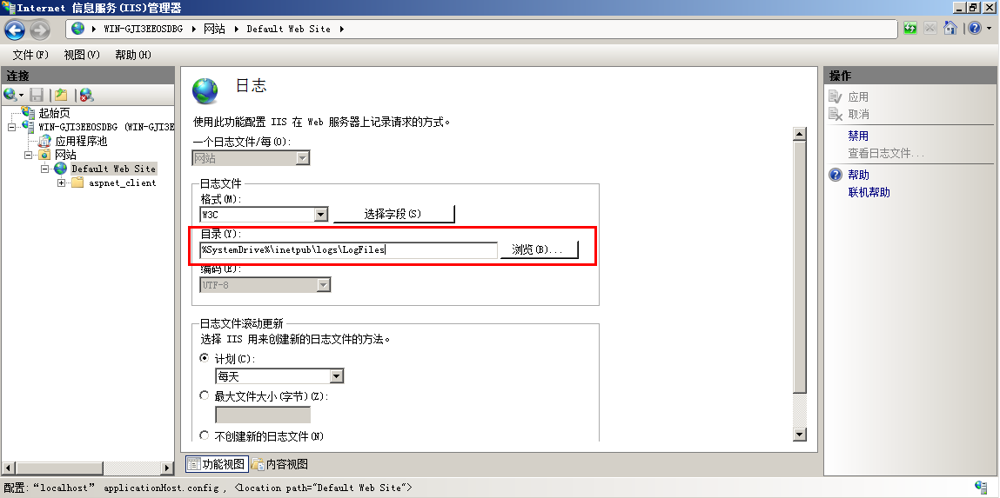 Internet 信息服务(IIS)管理器
WIN-GJI3EEOSDBG
网站
Default Web Site
文件(F)
视图(V)
帮助(H)
连接
起始页
WIN-GJI3EEOSDBG (WIN-GJI3E
应用程序池
网站
Default Web Site
aspnet_client
日志
使用此功能配置 IIS 在 Web 服务器上记录请求的方式。
一个日志文件/每(O):
网站
日志文件
格式(M):
W3C
选择字段(S)
目录(Y):
%SystemDrive%\inetpub\logs\LogFiles
浏览(B)...
编码(E):
UTF-8
日志文件滚动更新
选择 IIS 用来创建新的日志文件的方法。
计划(C):
每天
最大文件大小(字节)(Z):
不创建新的日志文件(N)
功能视图
内容视图
操作
应用
取消
禁用
查看日志文件...
帮助
联机帮助
配置:“localhost” applicationHost.config , <location path="Default Web Site">